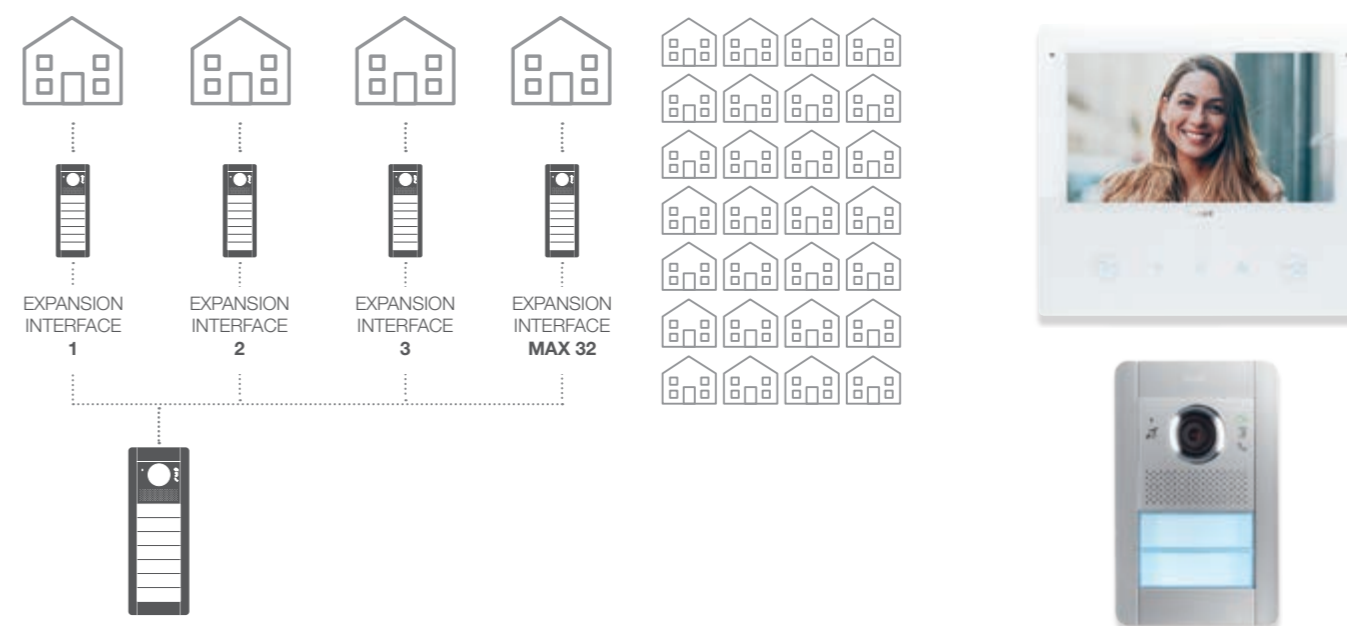 EXPANSION
INTERFACE
1
EXPANSION
INTERFACE
2
EXPANSION
INTERFACE
3
EXPANSION
INTERFACE
MAX 32